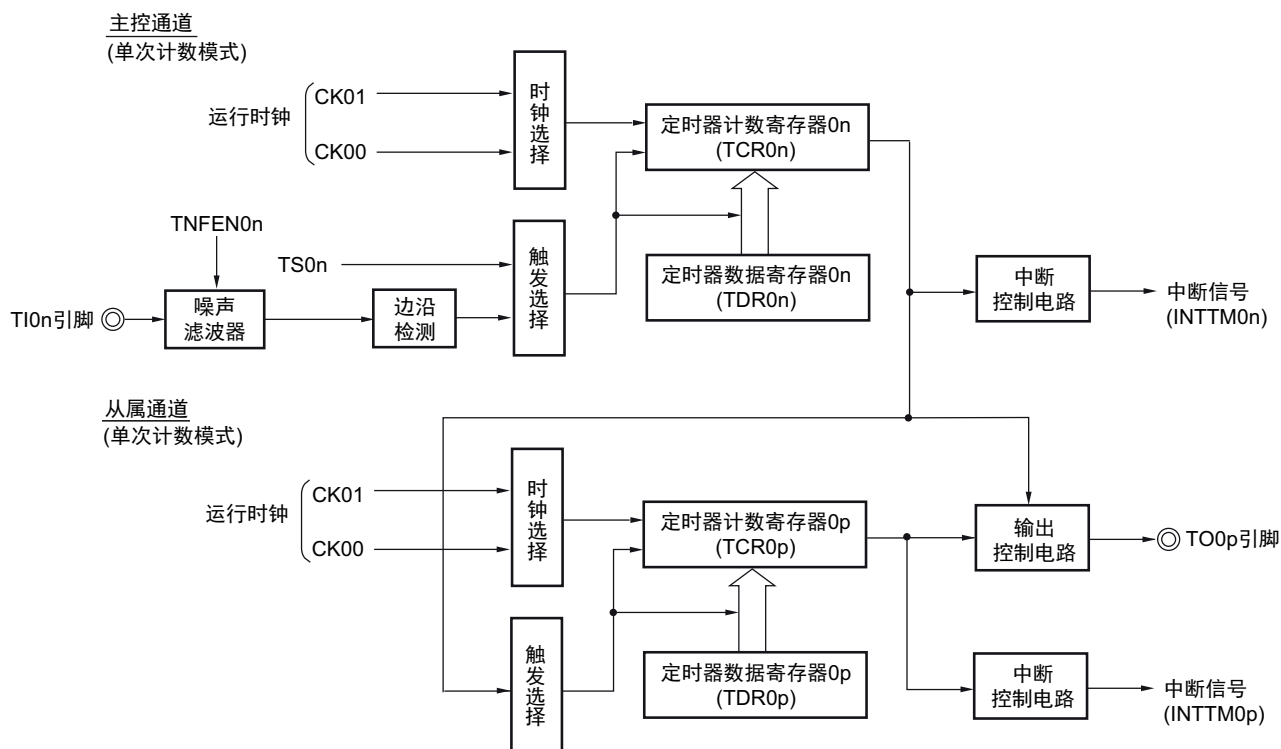 主控通道
(单次计数模式)
运行时钟
CK01
CK00
时钟选择
定时器计数寄存器0n
(TCR0n)
TNFEN0n
TS0n
触发选择
定时器数据寄存器0n
(TDR0n)
中断
控制电路
中断信号
(INTTM0n)
TI0n引脚
噪声
滤波器
边沿
检测
从属通道
(单次计数模式)
运行时钟
CK01
CK00
时钟选择
定时器计数寄存器0p
(TCR0p)
输出
控制电路
TO0p引脚
触发选择
定时器数据寄存器0p
(TDR0p)
中断
控制电路
中断信号
(INTTM0p)